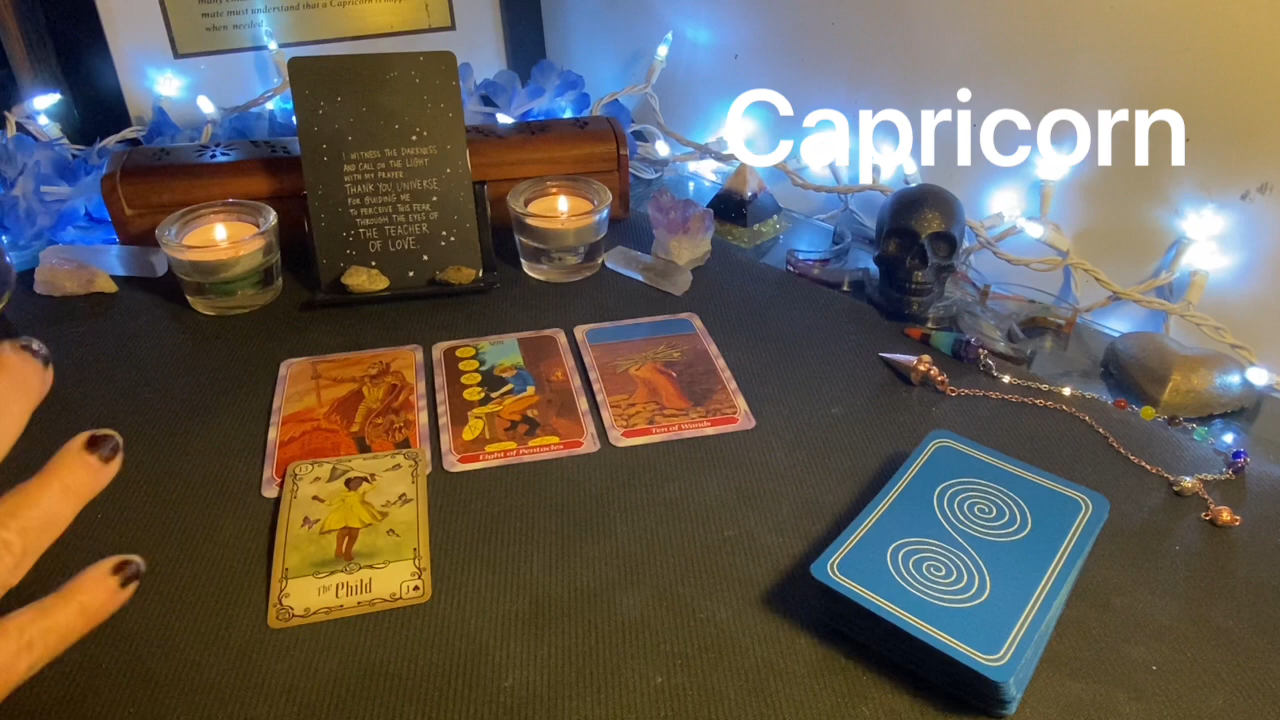 mate must understand that a Capricorn is
when needed.
Capricorn
I WITNESS THE DARKNESS
AND CALL ON THE LIGHT
WITH MY PRAYER
THANK YOU, UNIVERSE
FOR GUIDING ME
TO PERCEIVE THIS FEAR
THROUGH THE EYES OF
THE TEACHER
OF LOVE.
Eight of Pentacles
Ten of Wands
13
The Child
J♠